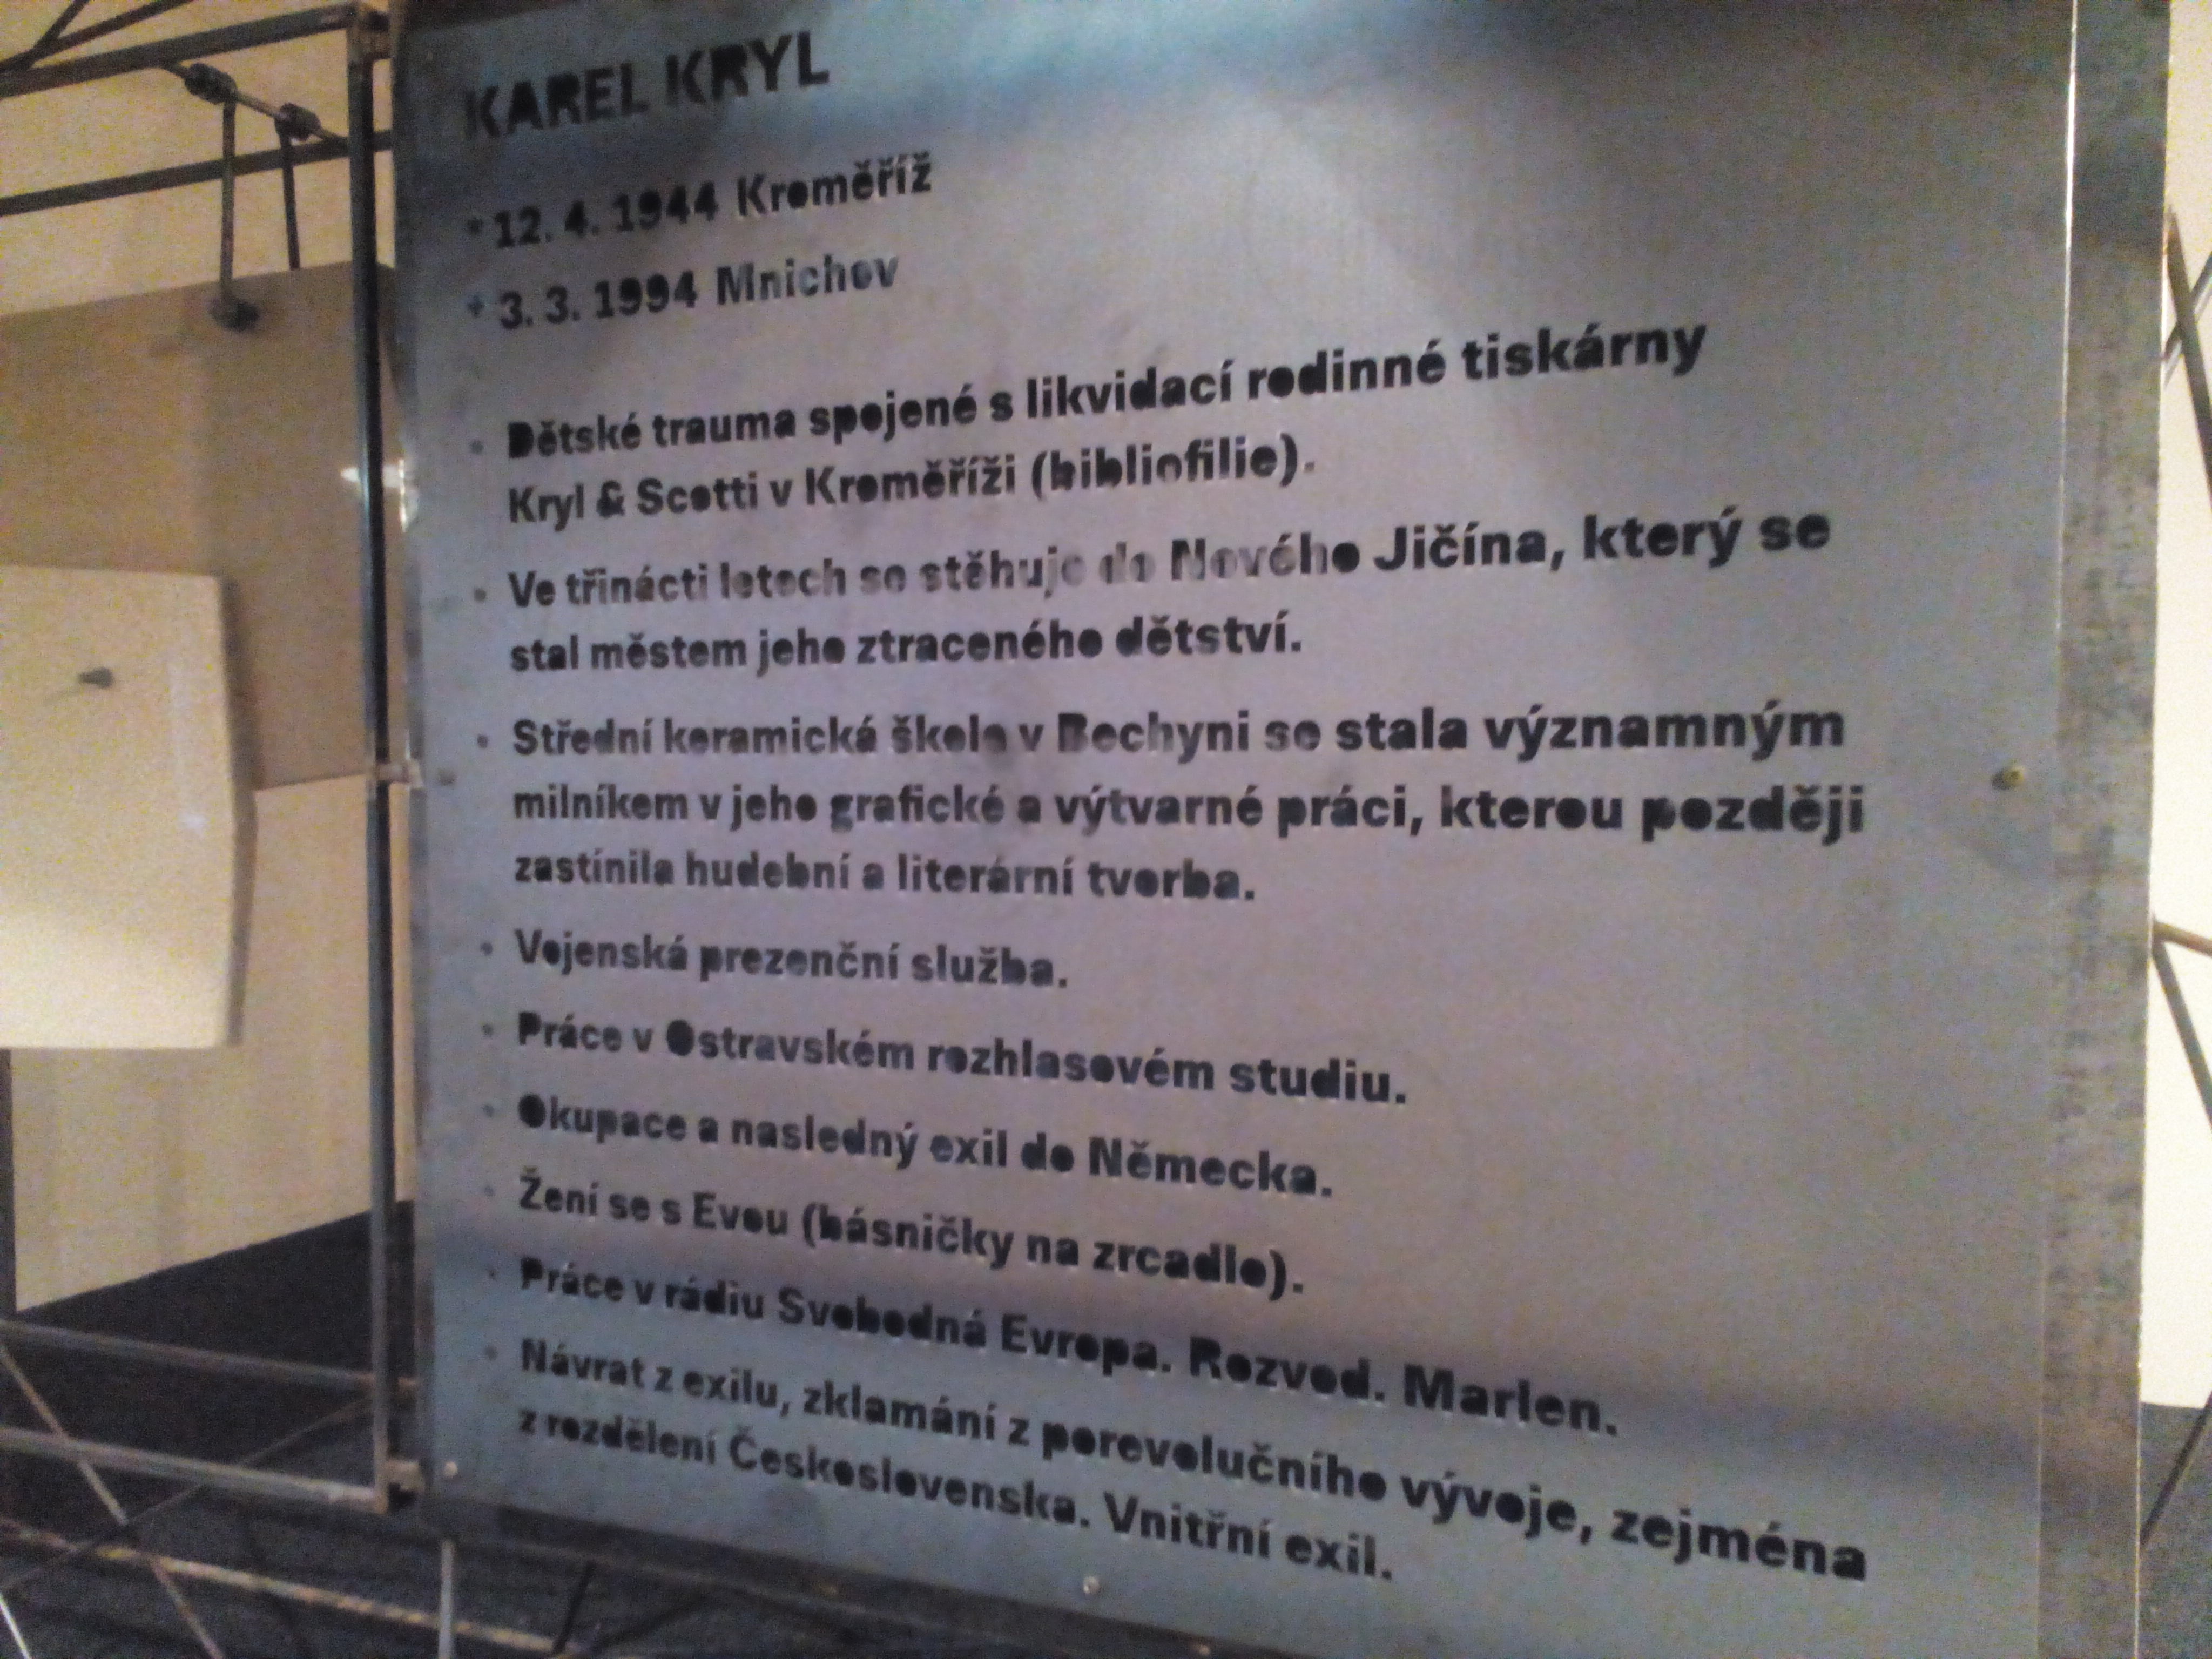 KAREL KRYL
* 12. 4. 1944 Kroměříž
+ 3. 3. 1994 Mnichov
• Dětské trauma spojené s likvidací rodinné tiskárny
Kryl & Scotti v Kroměříži (bibliofilie).
• Ve třinácti letech se stěhuje do Nového Jičína, který se
stal městem jeho ztraceného dětství.
• Střední keramická škola v Bechyni se stala významným
milníkem v jeho grafické a výtvarné práci, kterou později
zastínila hudební a literární tvorba.
• Vojenská prezenční služba.
• Práce v Ostravském rozhlasovém studiu.
• Okupace a nasledný exil do Německa.
• Žení se s Evou (básničky na zrcadlo).
• Práce v rádiu Svobodná Evropa. Rozvod. Marlen.
• Návrat z exilu, zklamání z porevolučního vývoje, zejména
z rozdělení Československa. Vnitřní exil.